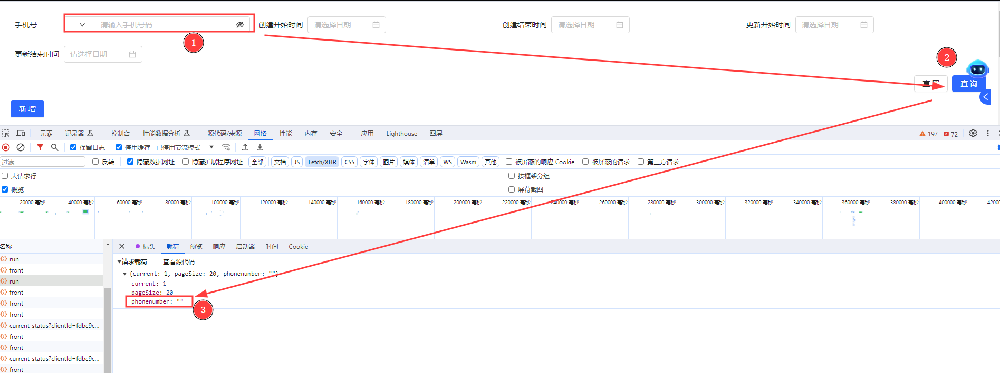 手机号 - 请输入手机号码 创建开始时间 请选择日期 创建结束时间 请选择日期 更新开始时间 请选择日期
1
更新结束时间 请选择日期
2
重置 查询
新增
元素 记录器 控制台 性能数据分析 源代码/来源 网络 性能 内存 安全 应用 Lighthouse 图层 197 72
保留日志 停用缓存 已停用节流模式
过滤 反转 隐藏数据网址 隐藏扩展程序网址 全部 文档 JS Fetch/XHR CSS 字体 图片 媒体 清单 WS Wasm 其他 被屏蔽的响应 Cookie 被屏蔽的请求 第三方请求
大请求行 按框架分组
概览 屏幕截图
20000 毫秒 40000 毫秒 60000 毫秒 80000 毫秒 100000 毫秒 120000 毫秒 140000 毫秒 160000 毫秒 180000 毫秒 200000 毫秒 220000 毫秒 240000 毫秒 260000 毫秒 280000 毫秒 300000 毫秒 320000 毫秒 340000 毫秒 360000 毫秒 380000 毫秒 400000 毫秒 42000
名称 标头 载荷 预览 响应 启动器 时间 Cookie
run
front
run
front
front
front
current-status?clientId=fdbc9c...
front
front
current-status?clientId=fdbc9c...
front
请求载荷 查看源代码
{current: 1, pageSize: 20, phonenumber: ""}
current: 1
pageSize: 20
phonenumber: ""
3